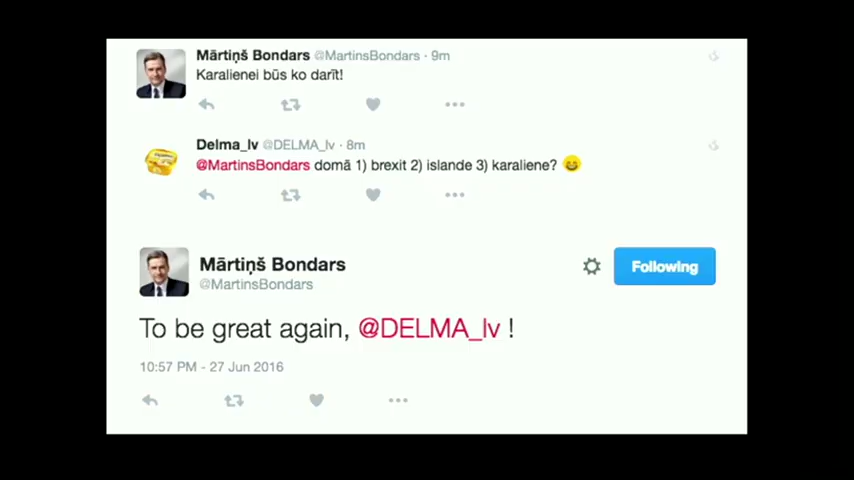 Mārtiņš Bondars @MartinsBondars · 9m
Karalienei būs ko darīt!
Delma_lv @DELMA_lv · 8m
@MartinsBondars domā 1) brexit 2) islande 3) karaliene? 😄
Mārtiņš Bondars
@MartinsBondars
Following
To be great again, @DELMA_lv !
10:57 PM - 27 Jun 2016